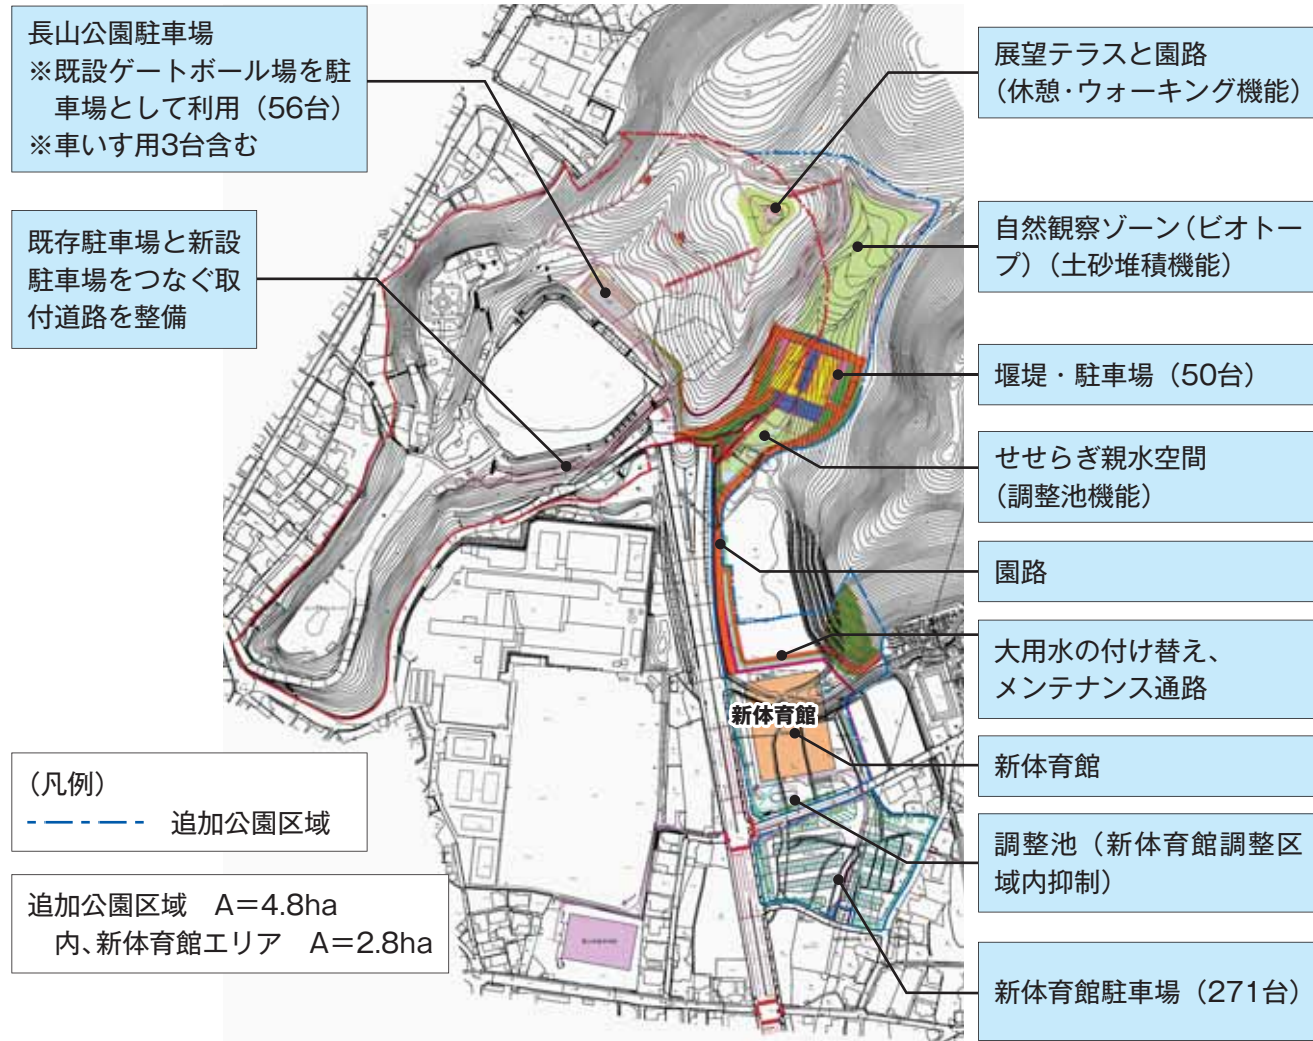 長山公園駐車場
※既設ゲートボール場を駐
車場として利用（56台）
※車いす用3台含む
既存駐車場と新設
駐車場をつなぐ取
付道路を整備
展望テラスと園路
（休憩・ウォーキング機能）
自然観察ゾーン（ビオトー
プ）（土砂堆積機能）
堰堤・駐車場（50台）
せせらぎ親水空間
（調整池機能）
園路
大用水の付け替え、
メンテナンス通路
新体育館
新体育館
調整池（新体育館調整区
域内抑制）
新体育館駐車場（271台）
（凡例）
追加公園区域
追加公園区域　A＝4.8ha
内、新体育館エリア　A＝2.8ha